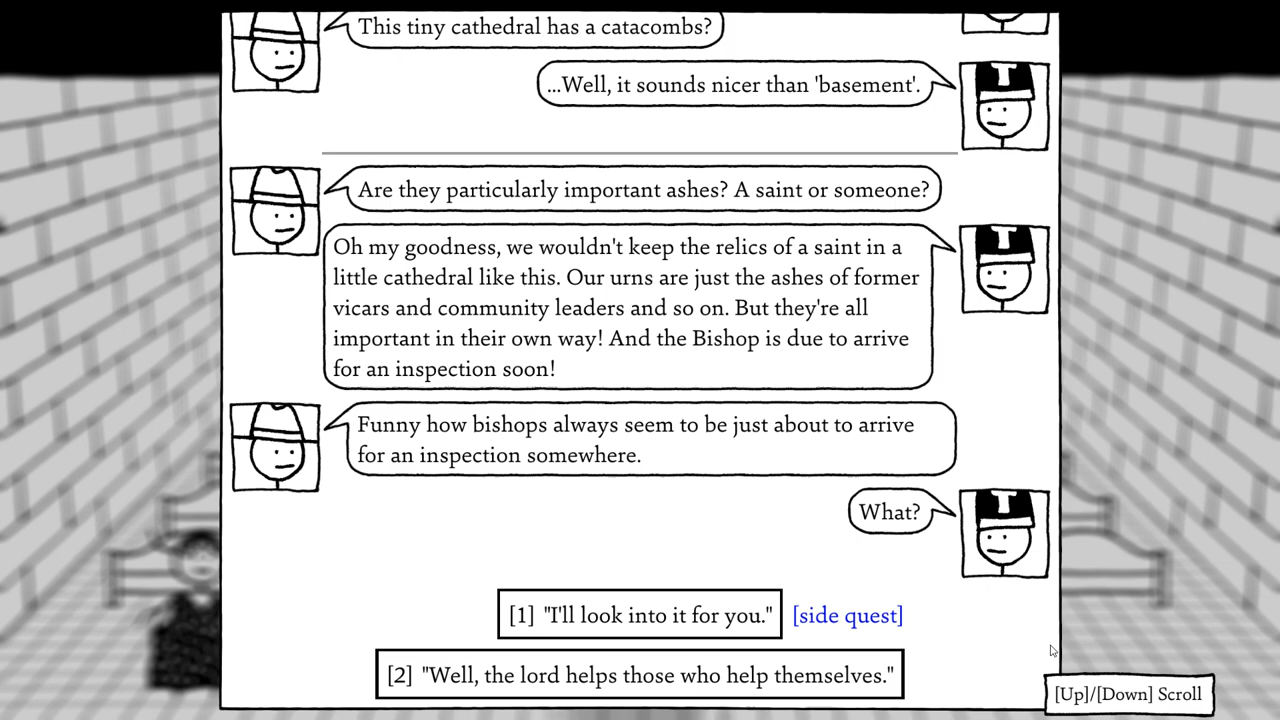 This tiny cathedral has a catacombs?
...Well, it sounds nicer than 'basement'.
Are they particularly important ashes? A saint or someone?
Oh my goodness, we wouldn't keep the relics of a saint in a
little cathedral like this. Our urns are just the ashes of former
vicars and community leaders and so on. But they're all
important in their own way! And the Bishop is due to arrive
for an inspection soon!
Funny how bishops always seem to be just about to arrive
for an inspection somewhere.
What?
[1] "I'll look into it for you." [side quest]
[2] "Well, the lord helps those who help themselves."
[Up]/[Down] Scroll